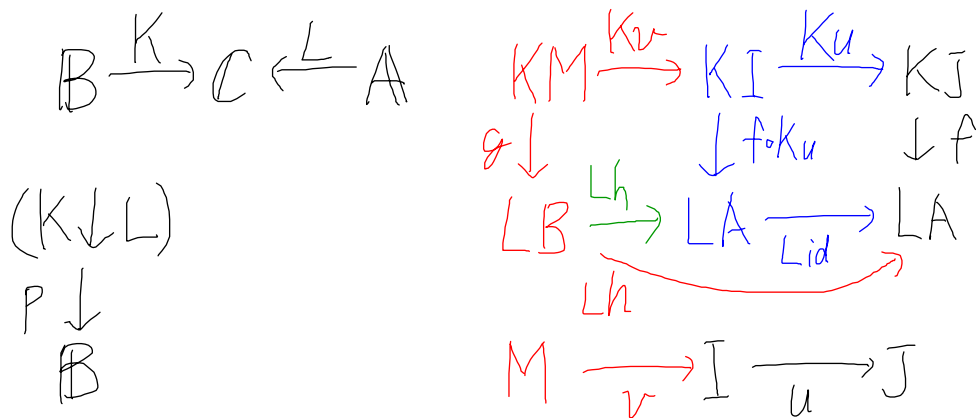 K L
𝔹 → ℂ ← 𝔸
(K↓L)
P ↓
𝔹
Kv Ku
KM → KI → KJ
g ↓ ↓ f∘Ku ↓ f
Lh
LB → LA → LA
Lid
Lh
M → I → J
v u